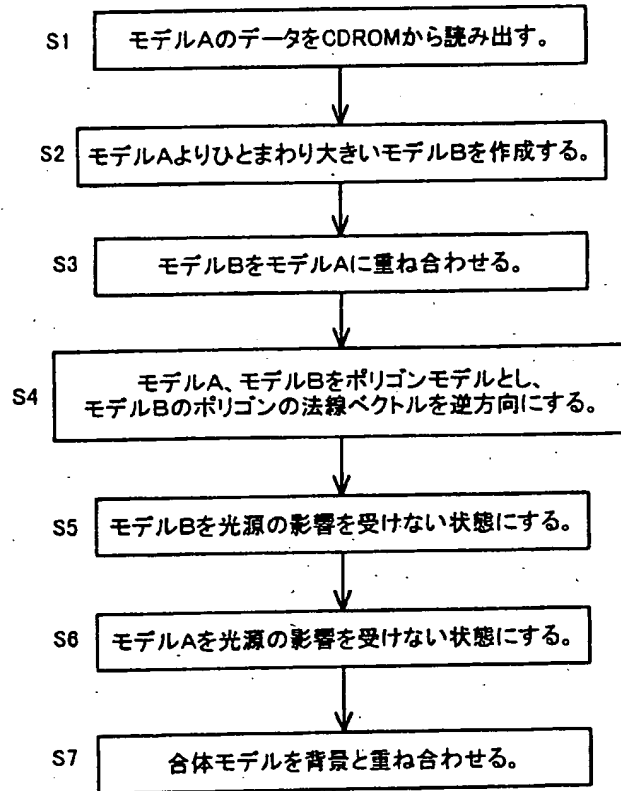 S1 モデルAのデータをCDROMから読み出す。
S2 モデルAよりひとまわり大きいモデルBを作成する。
S3 モデルBをモデルAに重ね合わせる。
S4 モデルA、モデルBをポリゴンモデルとし、
モデルBのポリゴンの法線ベクトルを逆方向にする。
S5 モデルBを光源の影響を受けない状態にする。
S6 モデルAを光源の影響を受けない状態にする。
S7 合体モデルを背景と重ね合わせる。